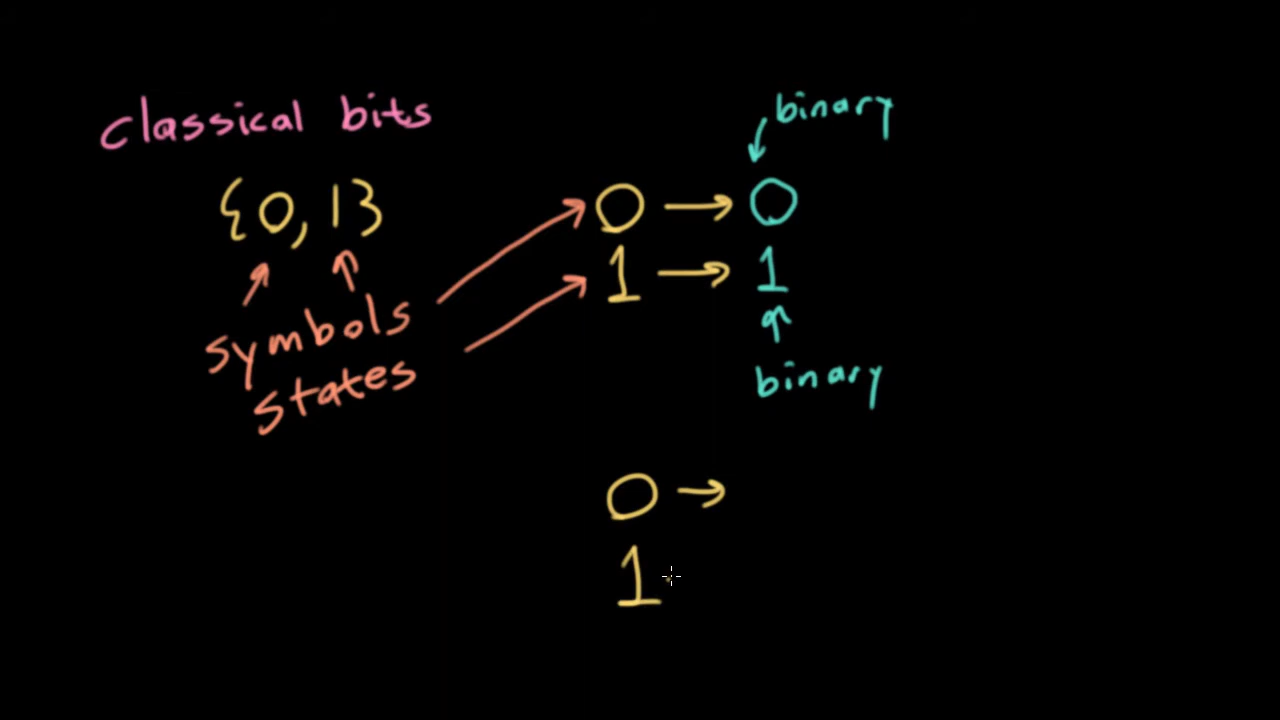 classical bits
{0, 1}
symbols
states
binary
0 → 0
1 → 1
binary
0 →
1